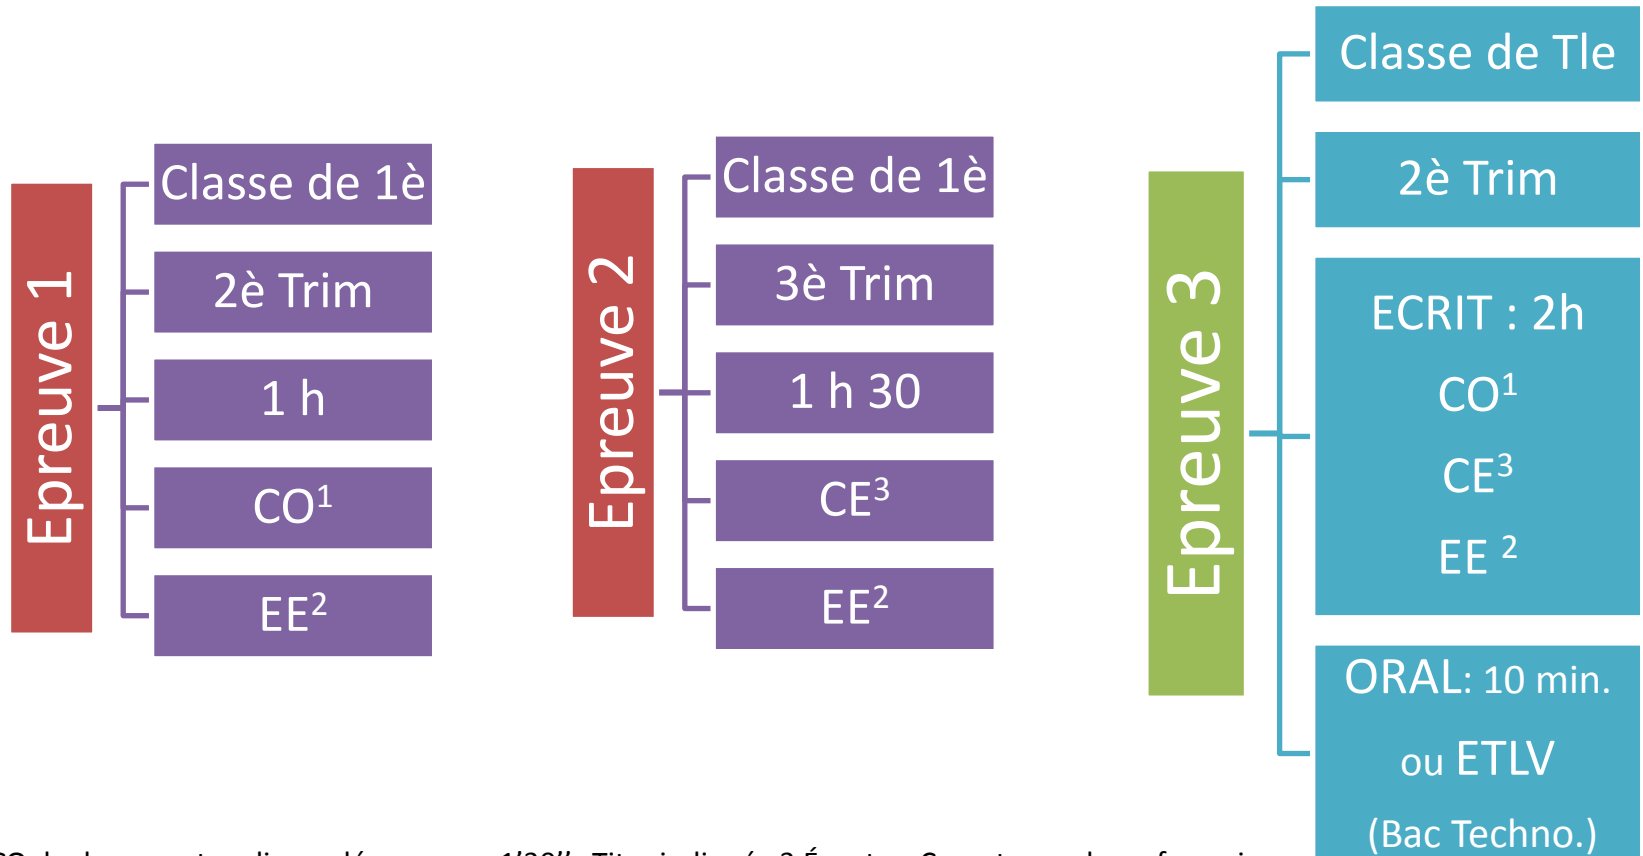 Epreuve 1
Classe de 1è
2è Trim
1 h
CO¹
EE²
Epreuve 2
Classe de 1è
3è Trim
1 h 30
CE³
EE²
Epreuve 3
Classe de Tle
2è Trim
ECRIT : 2h
CO¹
CE³
EE ²
ORAL: 10 min.
ou ETLV
(Bac Techno.)